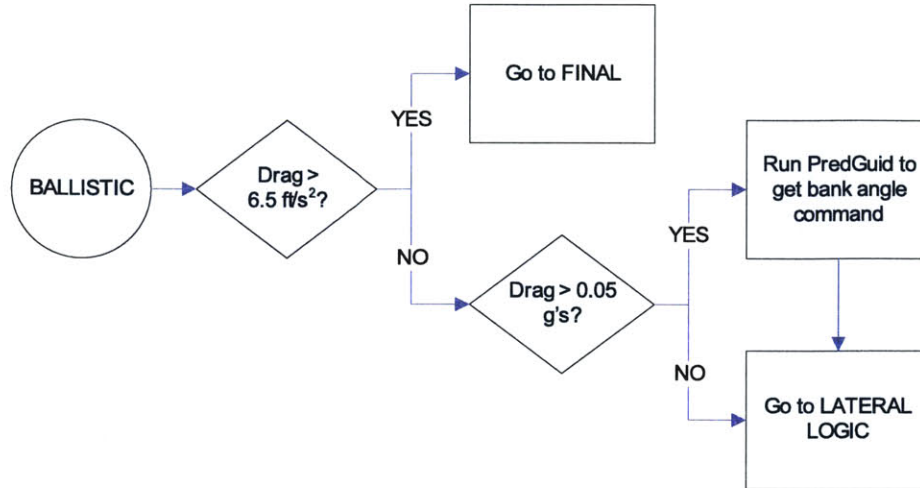 Go to FINAL
YES
BALLISTIC
Drag >
6.5 ft/s²?
Run PredGuid to
get bank angle
command
YES
NO
Drag > 0.05
g's?
NO
Go to LATERAL
LOGIC